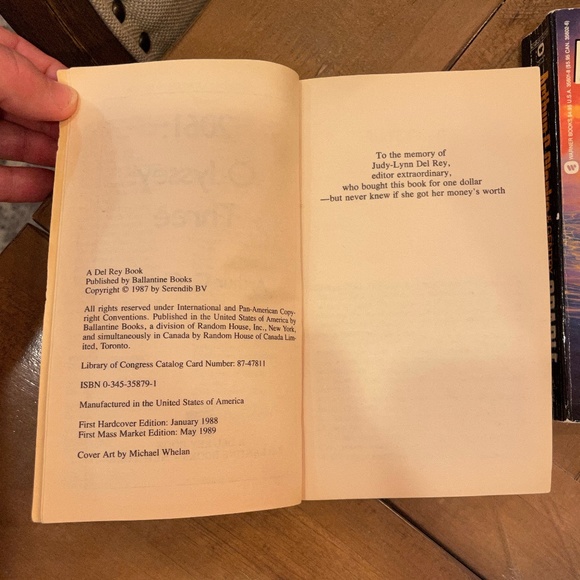 A Del Rey Book
Published by Ballantine Books
Copyright © 1987 by Serendib BV
All rights reserved under International and Pan-American Copy-
right Conventions. Published in the United States of America by
Ballantine Books, a division of Random House, Inc., New York,
and simultaneously in Canada by Random House of Canada Lim-
ited, Toronto.
Library of Congress Catalog Card Number: 87-47811
ISBN 0-345-35879-1
Manufactured in the United States of America
First Hardcover Edition: January 1988
First Mass Market Edition: May 1989
Cover Art by Michael Whelan
To the memory of
Judy-Lynn Del Rey,
editor extraordinary,
who bought this book for one dollar
—but never knew if she got her money's worth
WARNER BOOKS